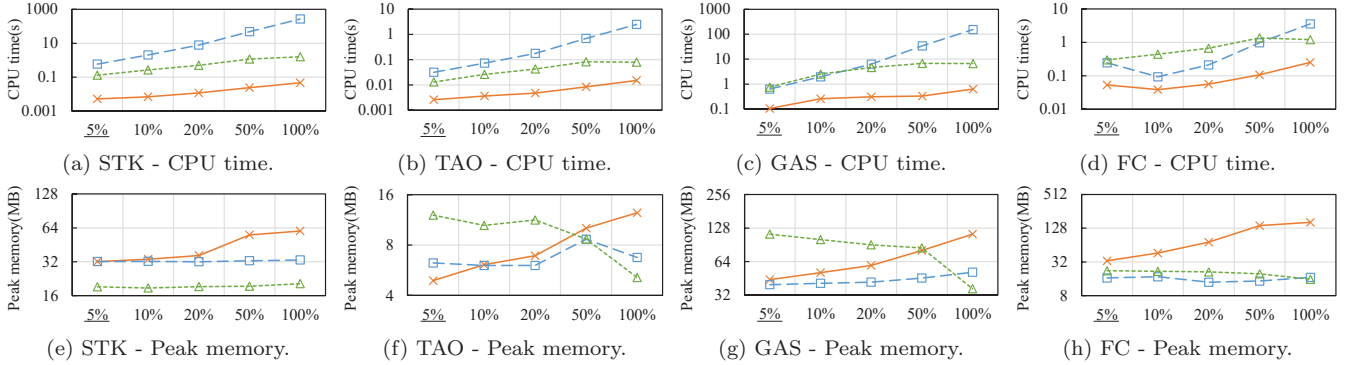 CPU time(s)
1000
10
0.1
0.001
5% 10% 20% 50% 100%
(a) STK - CPU time.
CPU time(s)
10
1
0.1
0.01
0.001
5% 10% 20% 50% 100%
(b) TAO - CPU time.
CPU time(s)
1000
100
10
1
0.1
5% 10% 20% 50% 100%
(c) GAS - CPU time.
CPU time(s)
10
1
0.1
0.01
5% 10% 20% 50% 100%
(d) FC - CPU time.
Peak memory(MB)
128
64
32
16
5% 10% 20% 50% 100%
(e) STK - Peak memory.
Peak memory(MB)
16
8
4
5% 10% 20% 50% 100%
(f) TAO - Peak memory.
Peak memory(MB)
256
128
64
32
5% 10% 20% 50% 100%
(g) GAS - Peak memory.
Peak memory(MB)
512
128
32
8
5% 10% 20% 50% 100%
(h) FC - Peak memory.